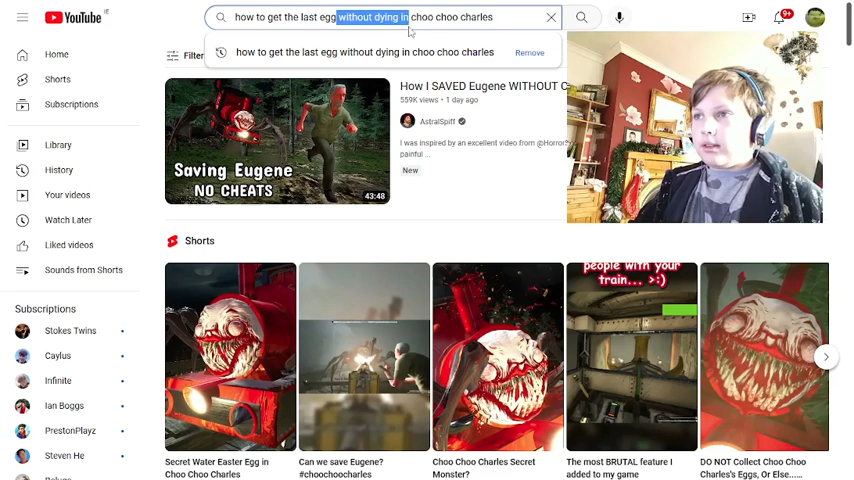 YouTube IE
how to get the last egg without dying in choo choo charles
9+
how to get the last egg without dying in choo choo charles
Remove
Home
Shorts
Subscriptions
Library
History
Your videos
Watch Later
Liked videos
Sounds from Shorts
Subscriptions
Stokes Twins
Caylus
Infinite
Ian Boggs
PrestonPlayz
Steven He
Filter
Saving Eugene
NO CHEATS
43:48
How I SAVED Eugene WITHOUT
559K views • 1 day ago
AstralSpiff
I was inspired by an excellent video from @Horror?
painful ...
New
Shorts
people with your
train... >:)
Secret Water Easter Egg in
Choo Choo Charles
Can we save Eugene?
#choochoocharles
Choo Choo Charles Secret
Monster?
The most BRUTAL feature I
added to my game
DO NOT Collect Choo Choo
Charles's Eggs, Or Else......